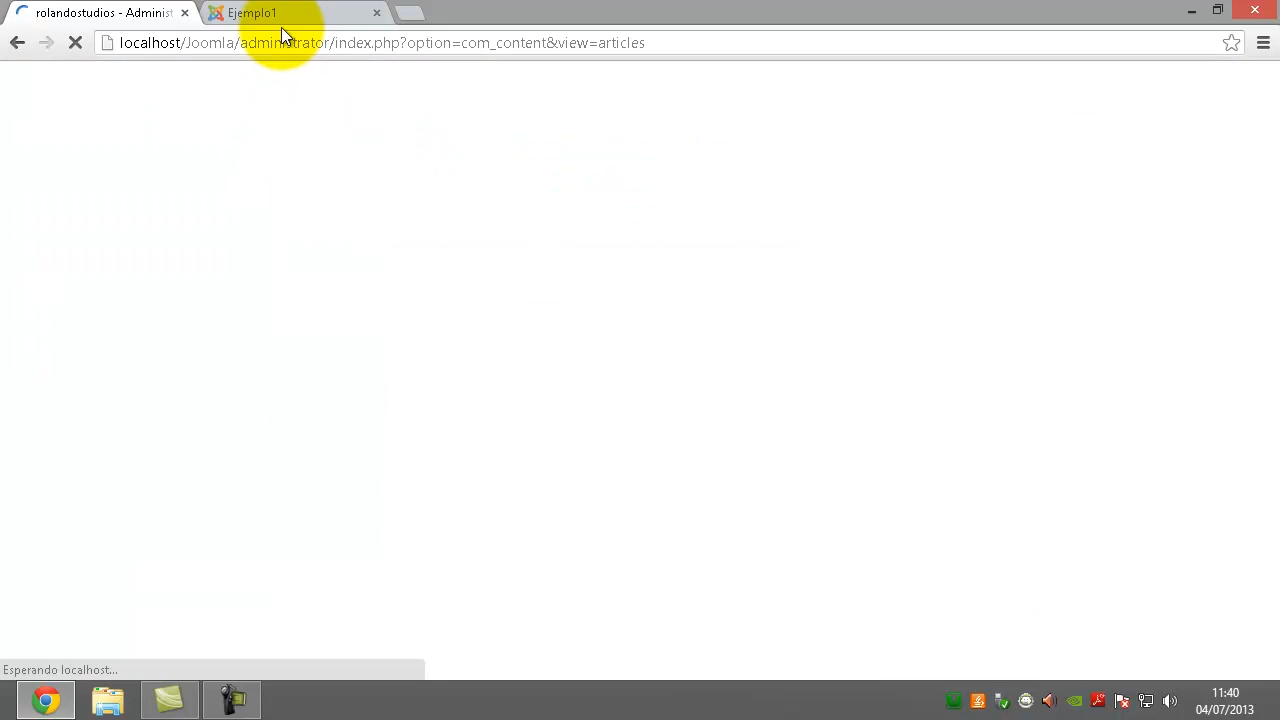 rolandostudios - Administ
Ejemplo1
localhost/Joomla/administrator/index.php?option=com_content&view=articles
Esperando localhost...
11:40
04/07/2013